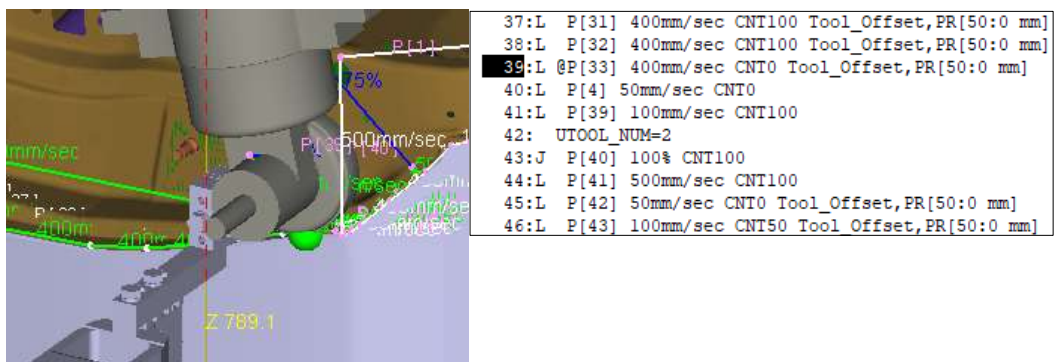 P[1]
75%
500mm/sec
mm/sec
400m
400m
Z 789.1
37:L P[31] 400mm/sec CNT100 Tool_Offset,PR[50:0 mm]
38:L P[32] 400mm/sec CNT100 Tool_Offset,PR[50:0 mm]
39:L @P[33] 400mm/sec CNT0 Tool_Offset,PR[50:0 mm]
40:L P[4] 50mm/sec CNT0
41:L P[39] 100mm/sec CNT100
42: UTOOL_NUM=2
43:J P[40] 100% CNT100
44:L P[41] 500mm/sec CNT100
45:L P[42] 50mm/sec CNT0 Tool_Offset,PR[50:0 mm]
46:L P[43] 100mm/sec CNT50 Tool_Offset,PR[50:0 mm]